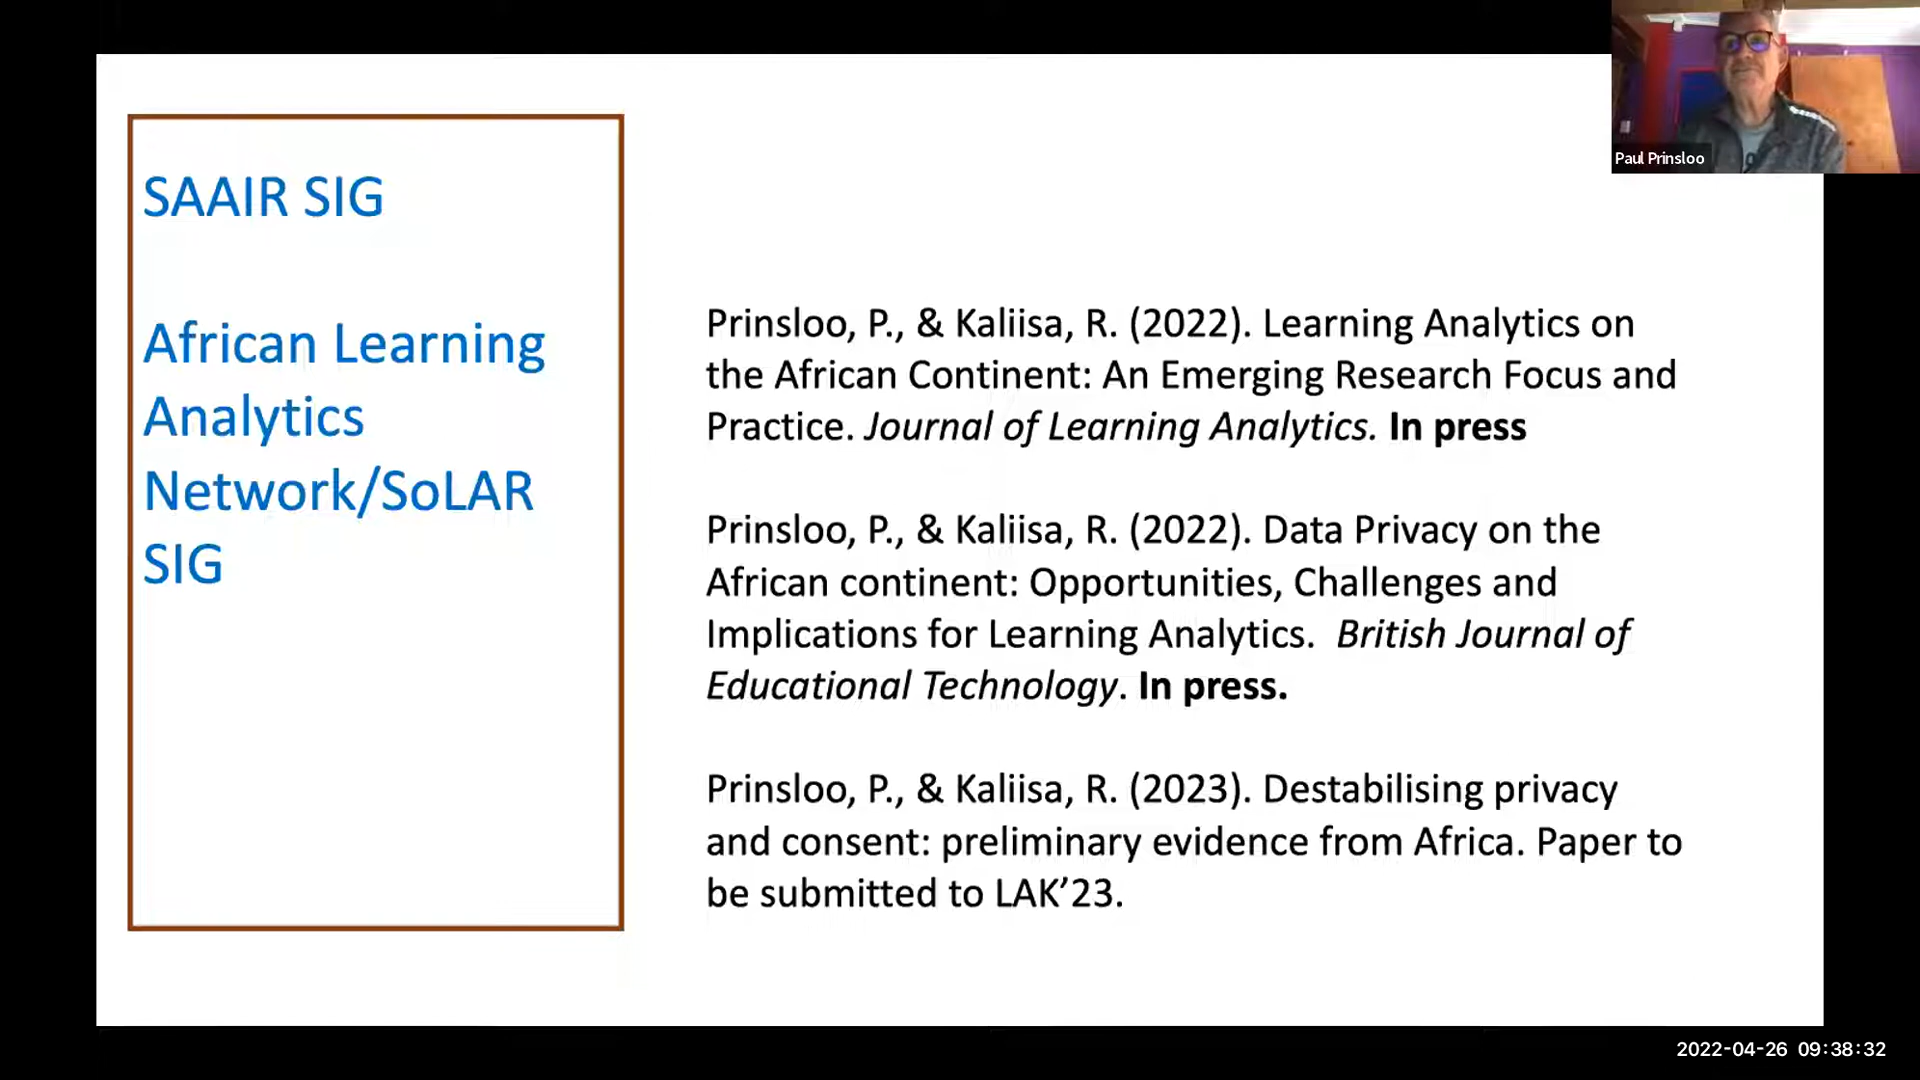 SAAIR SIG
African Learning
Analytics
Network/SoLAR
SIG
Prinsloo, P., & Kaliisa, R. (2022). Learning Analytics on
the African Continent: An Emerging Research Focus and
Practice. Journal of Learning Analytics. In press
Prinsloo, P., & Kaliisa, R. (2022). Data Privacy on the
African continent: Opportunities, Challenges and
Implications for Learning Analytics. British Journal of
Educational Technology. In press.
Prinsloo, P., & Kaliisa, R. (2023). Destabilising privacy
and consent: preliminary evidence from Africa. Paper to
be submitted to LAK’23.
Paul Prinsloo
2022-04-26 09:38:32